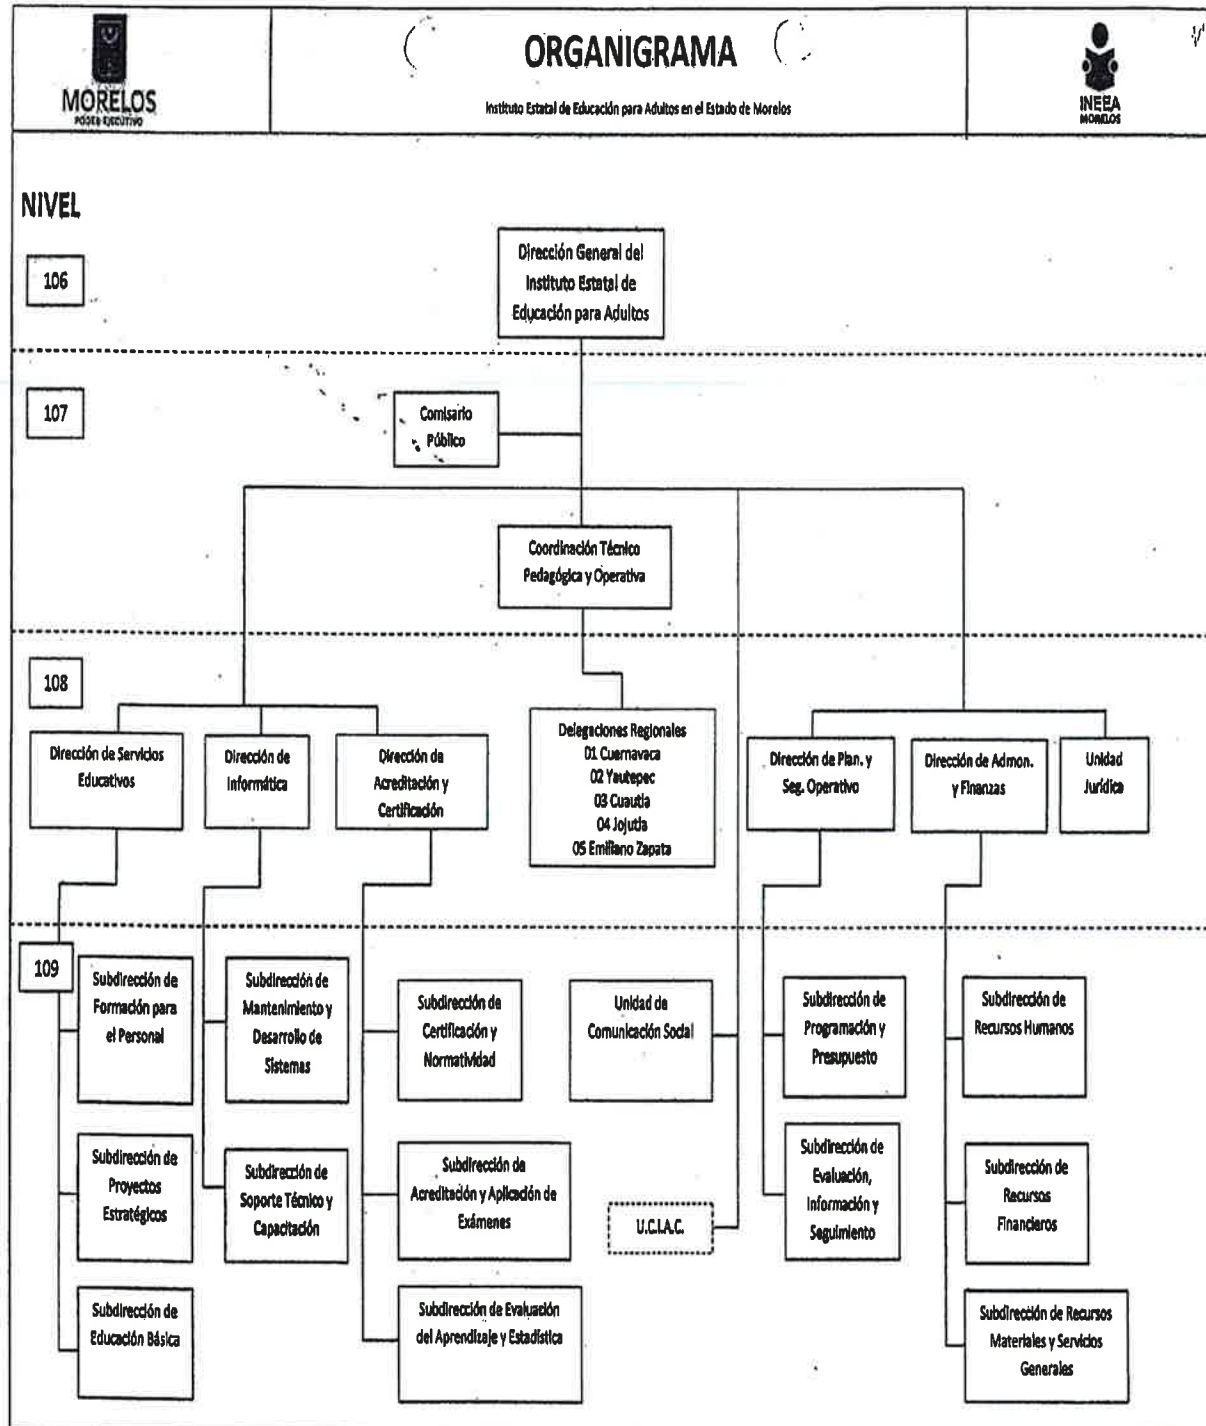 MORELOS
PODER EJECUTIVO
ORGANIGRAMA
Instituto Estatal de Educación para Adultos en el Estado de Morelos
INEEA
MORELOS
NIVEL
106
Dirección General del
Instituto Estatal de
Educación para Adultos
107
Comisario
Público
Coordinación Técnico
Pedagógica y Operativa
108
Dirección de Servicios
Educativos
Dirección de
Informática
Dirección de
Acreditación y
Certificación
Delegaciones Regionales
01 Cuernavaca
02 Yautepec
03 Cuautla
04 Jojutla
05 Emiliano Zapata
Dirección de Plan. y
Seg. Operativo
Dirección de Admon.
y Finanzas
Unidad
Jurídica
109
Subdirección de
Formación para
el Personal
Subdirección de
Mantenimiento y
Desarrollo de
Sistemas
Subdirección de
Certificación y
Normatividad
Unidad de
Comunicación Social
Subdirección de
Programación y
Presupuesto
Subdirección de
Recursos Humanos
Subdirección de
Proyectos
Estratégicos
Subdirección de
Soporte Técnico y
Capacitación
Subdirección de
Acreditación y Aplicación de
Exámenes
U.C.I.A.C.
Subdirección de
Evaluación,
Información y
Seguimiento
Subdirección de
Recursos
Financieros
Subdirección de
Educación Básica
Subdirección de Evaluación
del Aprendizaje y Estadística
Subdirección de Recursos
Materiales y Servicios
Generales